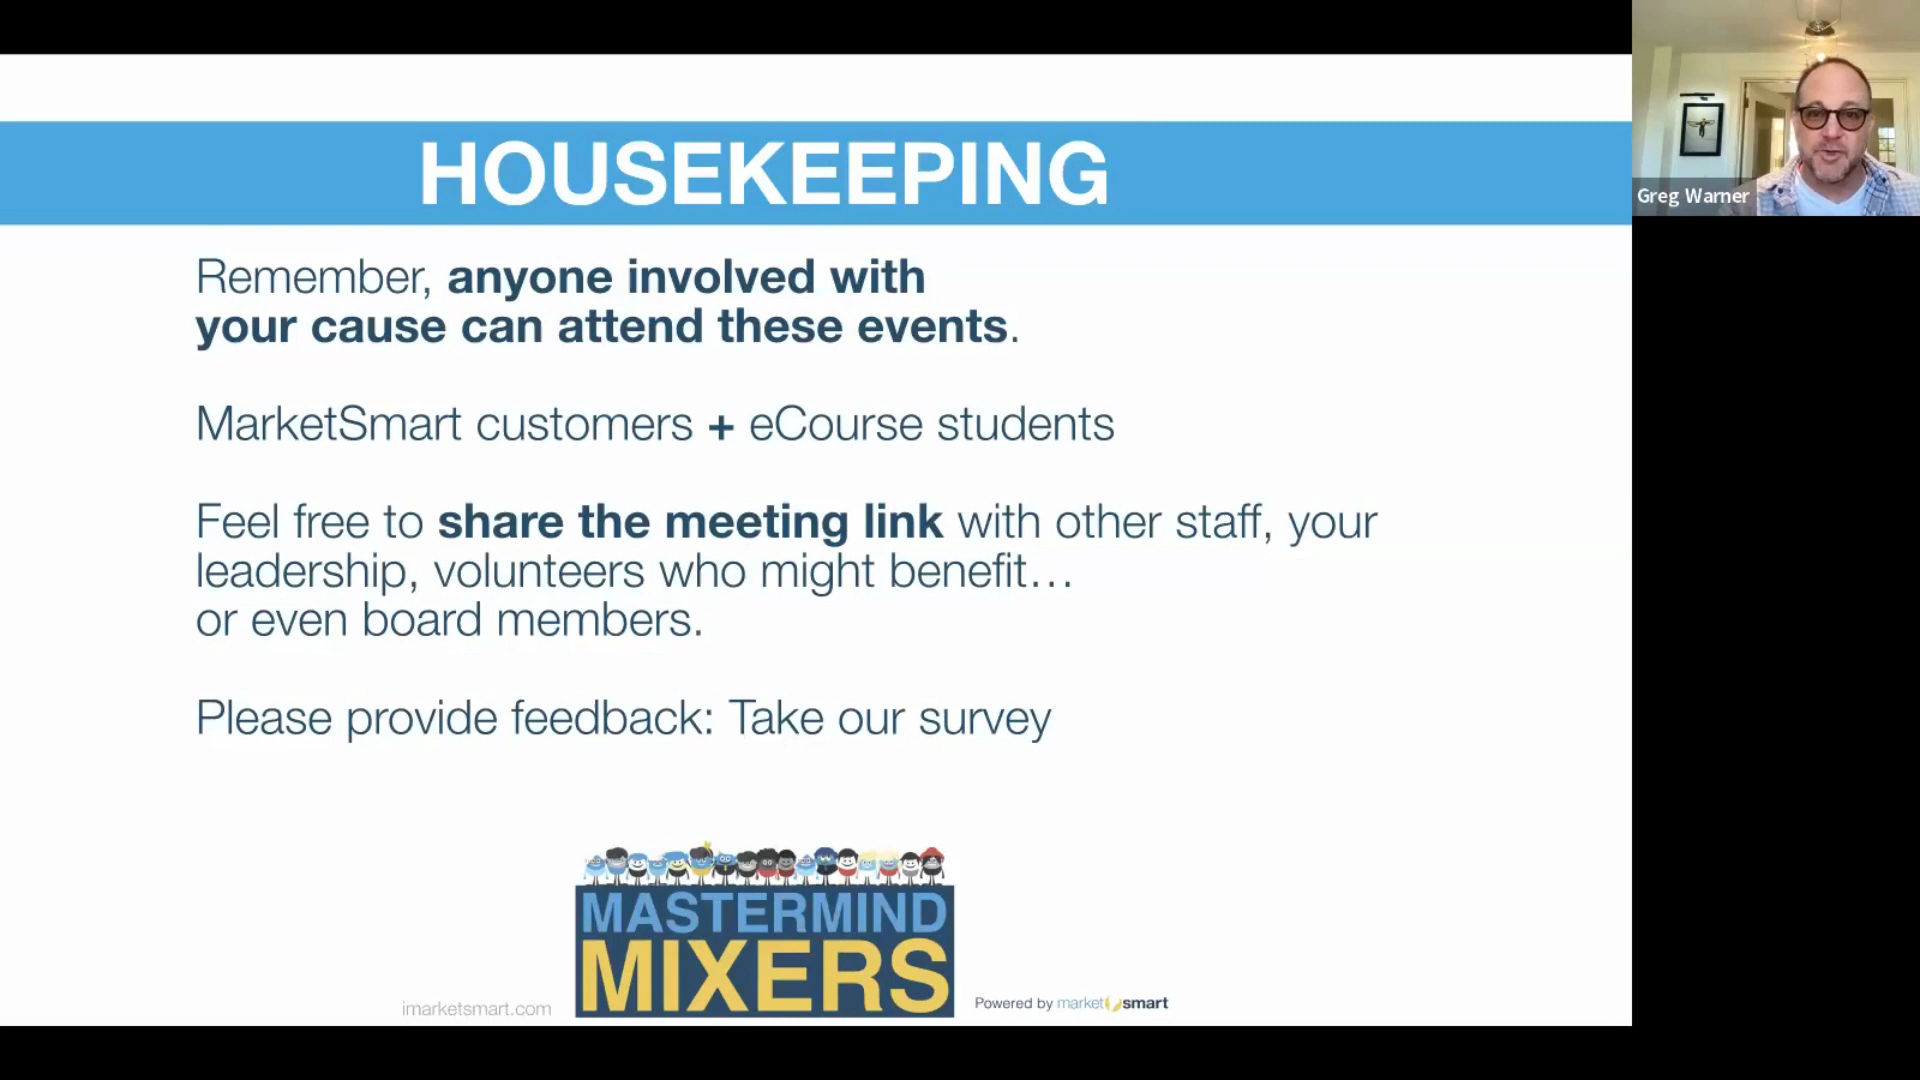 HOUSEKEEPING
Remember, anyone involved with
your cause can attend these events.
MarketSmart customers + eCourse students
Feel free to share the meeting link with other staff, your
leadership, volunteers who might benefit…
or even board members.
Please provide feedback: Take our survey
MASTERMIND
MIXERS
imarketsmart.com
Powered by market smart
Greg Warner